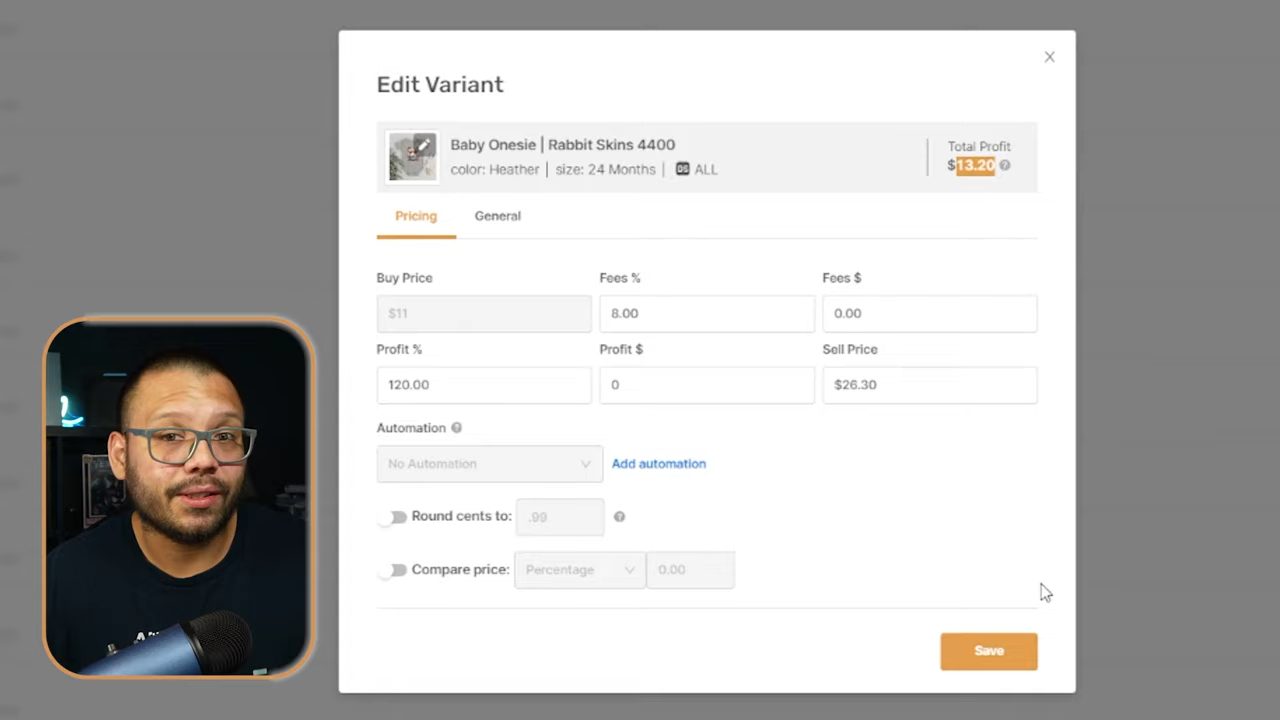 Edit Variant
Baby Onesie | Rabbit Skins 4400
color: Heather | size: 24 Months | DS ALL
Total Profit
$13.20 ?
Pricing
General
Buy Price
Fees %
Fees $
$11
8.00
0.00
Profit %
Profit $
Sell Price
120.00
0
$26.30
Automation ?
No Automation
Add automation
Round cents to:
.99
?
Compare price:
Percentage
0.00
Save